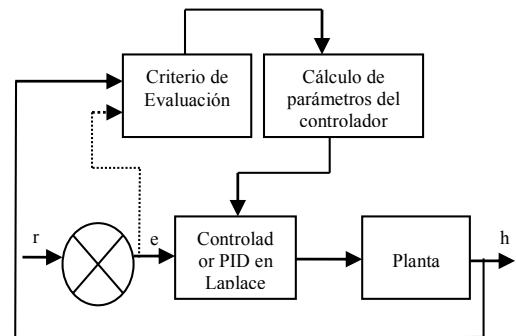 Criterio de
Evaluación
Cálculo de
parámetros del
controlador
r
e
Controlad
or PID en
Laplace
Planta
h